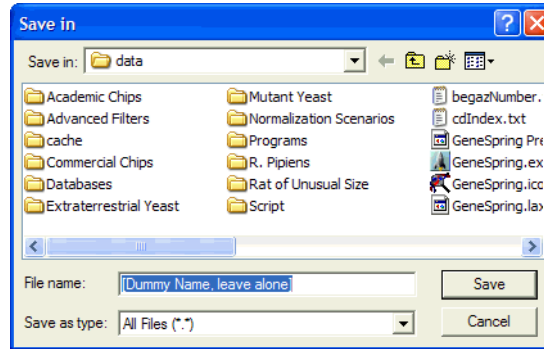 Save in
Save in: data
Academic Chips
Advanced Filters
cache
Commercial Chips
Databases
Extraterrestrial Yeast
Mutant Yeast
Normalization Scenarios
Programs
R. Pipiens
Rat of Unusual Size
Script
begazNumber.
cdIndex.txt
GeneSpring Pre
GeneSpring.ex
GeneSpring.ico
GeneSpring.lax
File name: [Dummy Name, leave alone] Save
Save as type: All Files (*.*) Cancel